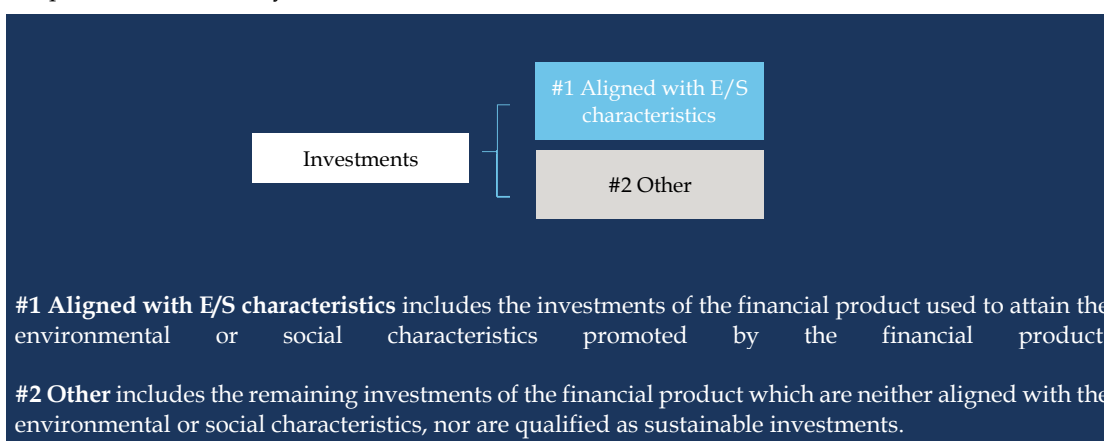 #1 Aligned with E/S
characteristics
Investments
#2 Other
#1 Aligned with E/S characteristics includes the investments of the financial product used to attain the
environmental or social characteristics promoted by the financial product
#2 Other includes the remaining investments of the financial product which are neither aligned with the
environmental or social characteristics, nor are qualified as sustainable investments.